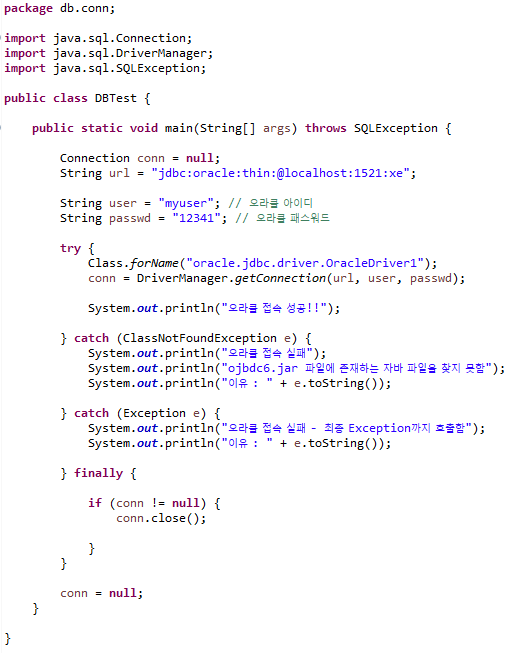 package db.conn;
import java.sql.Connection;
import java.sql.DriverManager;
import java.sql.SQLException;
public class DBTest {
public static void main(String[] args) throws SQLException {
Connection conn = null;
String url = "jdbc:oracle:thin:@localhost:1521:xe";
String user = "myuser"; // 오라클 아이디
String passwd = "12341"; // 오라클 패스워드
try {
Class.forName("oracle.jdbc.driver.OracleDriver1");
conn = DriverManager.getConnection(url, user, passwd);
System.out.println("오라클 접속 성공!!");
} catch (ClassNotFoundException e) {
System.out.println("오라클 접속 실패");
System.out.println("ojbdc6.jar 파일에 존재하는 자바 파일을 찾지 못함");
System.out.println("이유 : " + e.toString());
} catch (Exception e) {
System.out.println("오라클 접속 실패 - 최종 Exception까지 호출함");
System.out.println("이유 : " + e.toString());
} finally {
if (conn != null) {
conn.close();
}
}
conn = null;
}
}